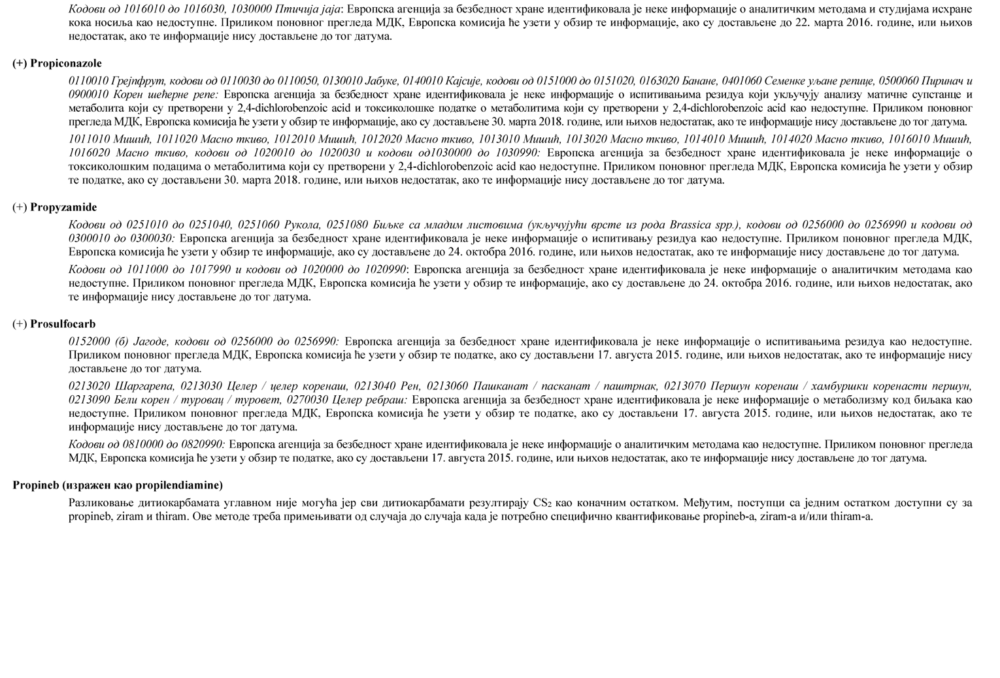 Кодови од 1016010 до 1016030, 1030000 Птичија јаја: Европска агенција за безбедност хране идентификовала је неке информације о аналитичким методама и студијама исхране
кока носиља као недоступне. Приликом поновног прегледа МДК, Европска комисија ће узети у обзир те информације, ако су достављене до 22. марта 2016. године, или њихов
недостатак, ако те информације нису достављене до тог датума.
(+) Propiconazole
0110010 Грејпфрут, кодови од 0110030 до 0110050, 0130010 Јабуке, 0140010 Кајсије, кодови од 0151000 до 0151020, 0163020 Банане, 0401060 Семенке уљане репице, 0500060 Пиринач и
0900010 Корен шећерне репе: Европска агенција за безбедност хране идентификовала је неке информације о испитивањима резидуа који укључују анализу матичне супстанце и
метаболита који су претворени у 2,4-dichlorobenzoic acid и токсиколошке податке о метаболитима који су претворени у 2,4-dichlorobenzoic acid као недоступне. Приликом поновног
прегледа МДК, Европска комисија ће узети у обзир те информације, ако су достављене 30. марта 2018. године, или њихов недостатак, ако те информације нису достављене до тог датума.
1011010 Мишић, 1011020 Масно ткиво, 1012010 Мишић, 1012020 Масно ткиво, 1013010 Мишић, 1013020 Масно ткиво, 1014010 Мишић, 1014020 Масно ткиво, 1016010 Мишић,
1016020 Масно ткиво, кодови од 1020010 до 1020030 и кодови од1030000 до 1030990: Европска агенција за безбедност хране идентификовала је неке информације о
токсиколошким подацима о метаболитима који су претворени у 2,4-dichlorobenzoic acid као недоступне. Приликом поновног прегледа МДК, Европска комисија ће узети у обзир
те податке, ако су достављени 30. марта 2018. године, или њихов недостатак, ако те информације нису достављене до тог датума.
(+) Propyzamide
Кодови од 0251010 до 0251040, 0251060 Рукола, 0251080 Биљке са младим листовима (укључујући врсте из рода Brassica spp.), кодови од 0256000 до 0256990 и кодови од
0300010 до 0300030: Европска агенција за безбедност хране идентификовала је неке информације о испитивању резидуа као недоступне. Приликом поновног прегледа МДК,
Европска комисија ће узети у обзир те информације, ако су достављене до 24. октобра 2016. године, или њихов недостатак, ако те информације нису достављене до тог датума.
Кодови од 1011000 до 1017990 и кодови од 1020000 до 1020990: Европска агенција за безбедност хране идентификовала је неке информације о аналитичким методама као
недоступне. Приликом поновног прегледа МДК, Европска комисија ће узети у обзир те информације, ако су достављене до 24. октобра 2016. године, или њихов недостатак, ако
те информације нису достављене до тог датума.
(+) Prosulfocarb
0152000 (б) Јагоде, кодови од 0256000 до 0256990: Европска агенција за безбедност хране идентификовала је неке информације о испитивањима резидуа као недоступне.
Приликом поновног прегледа МДК, Европска комисија ће узети у обзир те податке, ако су достављени 17. августа 2015. године, или њихов недостатак, ако те информације нису
достављене до тог датума.
0213020 Шаргарепа, 0213030 Целер / целер коренаш, 0213040 Рен, 0213060 Пашканат / пасканат / паштрнак, 0213070 Першун коренаш / хамбуршки коренасти першун,
0213090 Бели корен / туровац / туровет, 0270030 Целер ребраш: Европска агенција за безбедност хране идентификовала је неке информације о метаболизму код биљака као
недоступне. Приликом поновног прегледа МДК, Европска комисија ће узети у обзир те податке, ако су достављени 17. августа 2015. године, или њихов недостатак, ако те
информације нису достављене до тог датума.
Кодови од 0810000 до 0820990: Европска агенција за безбедност хране идентификовала је неке информације о аналитичким методама као недоступне. Приликом поновног прегледа
МДК, Европска комисија ће узети у обзир те податке, ако су достављени 17. августа 2015. године, или њихов недостатак, ако те информације нису достављене до тог датума.
Propineb (изражен као propilendiamine)
Разликовање дитиокарбамата углавном није могућа јер сви дитиокарбамати резултирају CS₂ као коначним остатком. Међутим, поступци са једним остатком доступни су за
propineb, ziram и thiram. Ове методе треба примењивати од случаја до случаја када је потребно специфично квантификовање propineb-a, ziram-a и/или thiram-a.